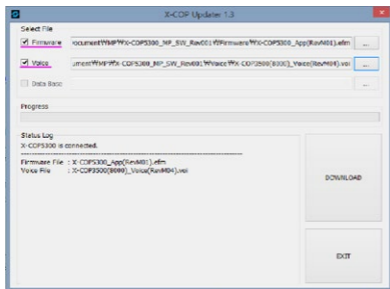 X-COP Updater 1.3
Select File
Firmware
ocument₩MP₩X-COP5300_MP_SW_Rev001₩Firmware₩X-COP5300_App(RevM01).efm
...
Voice
ument₩MP₩X-COP5300_MP_SW_Rev001₩Voice₩X-COP3500(8000)_Voice(RevM04).voi
...
Data Base
...
Progress
Status Log
X-COP5300 is connected.
Firmware File : X-COP5300_App(RevM01).efm
Voice File : X-COP3500(8000)_Voice(RevM04).voi
DOWNLOAD
EXIT